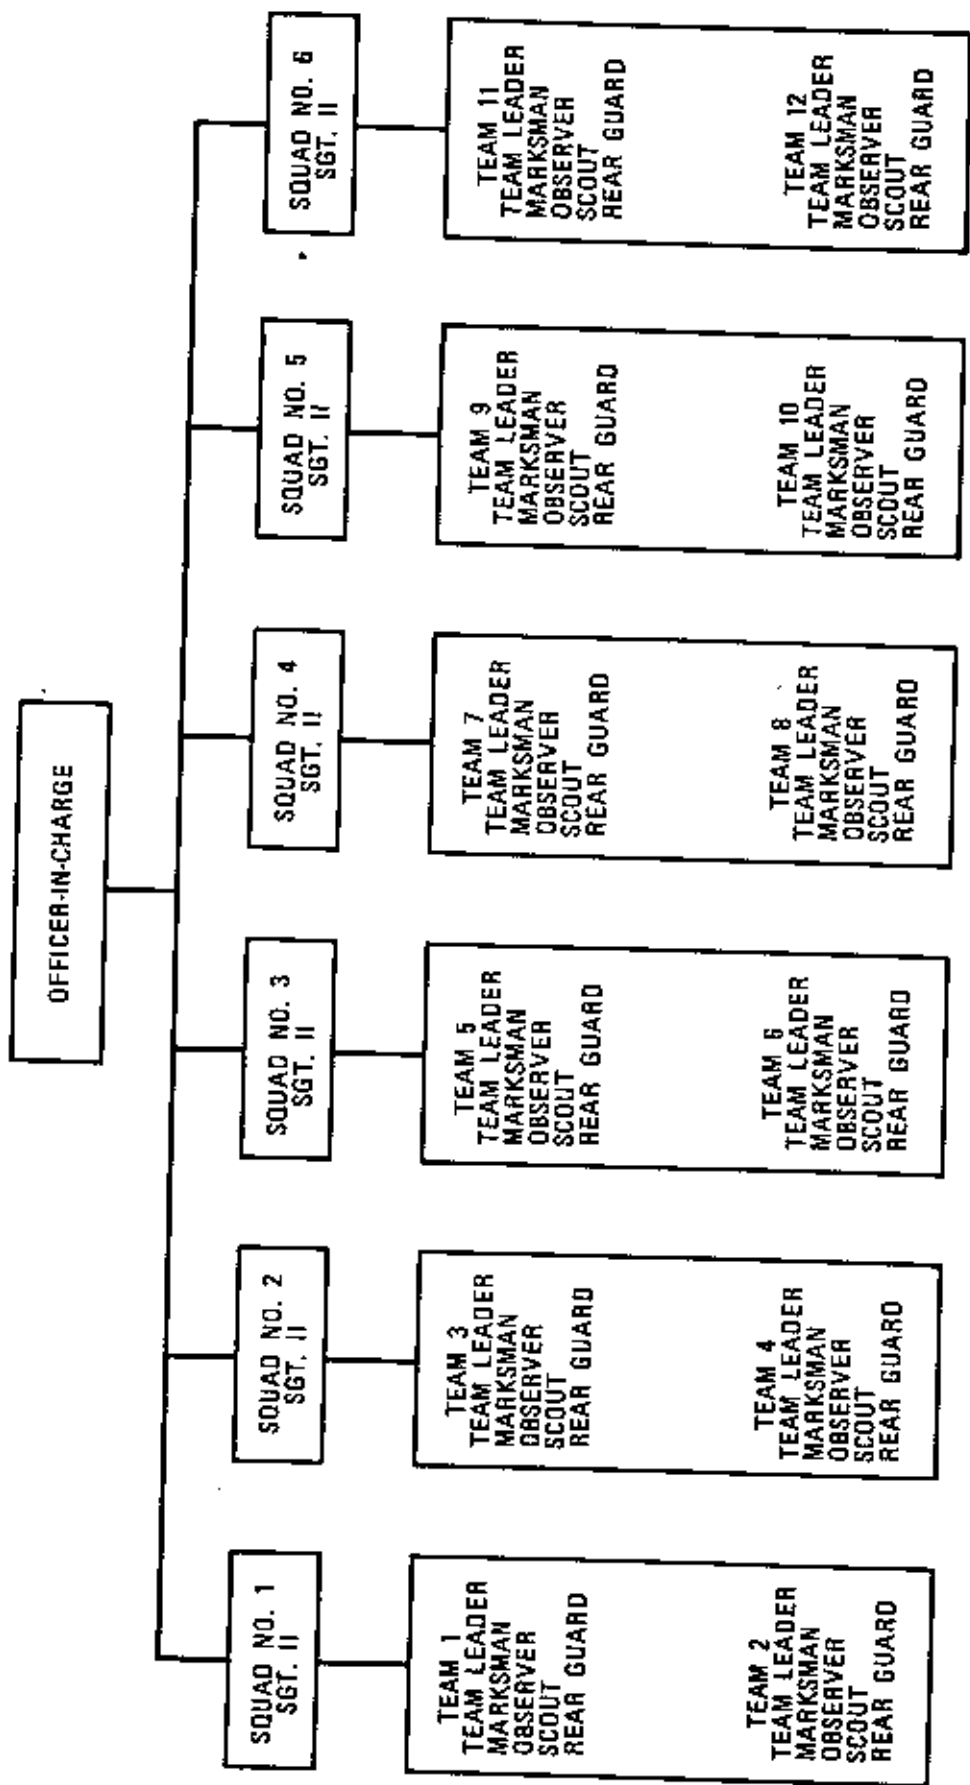 OFFICER-IN-CHARGE
SQUAD NO. 1
SGT. II
SQUAD NO. 2
SGT. II
SQUAD NO. 3
SGT. II
SQUAD NO. 4
SGT. II
SQUAD NO. 5
SGT. II
SQUAD NO. 6
SGT. II
TEAM 1
TEAM LEADER
MARKSMAN
OBSERVER
SCOUT
REAR GUARD
TEAM 2
TEAM LEADER
MARKSMAN
OBSERVER
SCOUT
REAR GUARD
TEAM 3
TEAM LEADER
MARKSMAN
OBSERVER
SCOUT
REAR GUARD
TEAM 4
TEAM LEADER
MARKSMAN
OBSERVER
SCOUT
REAR GUARD
TEAM 5
TEAM LEADER
MARKSMAN
OBSERVER
SCOUT
REAR GUARD
TEAM 6
TEAM LEADER
MARKSMAN
OBSERVER
SCOUT
REAR GUARD
TEAM 7
TEAM LEADER
MARKSMAN
OBSERVER
SCOUT
REAR GUARD
TEAM 8
TEAM LEADER
MARKSMAN
OBSERVER
SCOUT
REAR GUARD
TEAM 9
TEAM LEADER
MARKSMAN
OBSERVER
SCOUT
REAR GUARD
TEAM 10
TEAM LEADER
MARKSMAN
OBSERVER
SCOUT
REAR GUARD
TEAM 11
TEAM LEADER
MARKSMAN
OBSERVER
SCOUT
REAR GUARD
TEAM 12
TEAM LEADER
MARKSMAN
OBSERVER
SCOUT
REAR GUARD